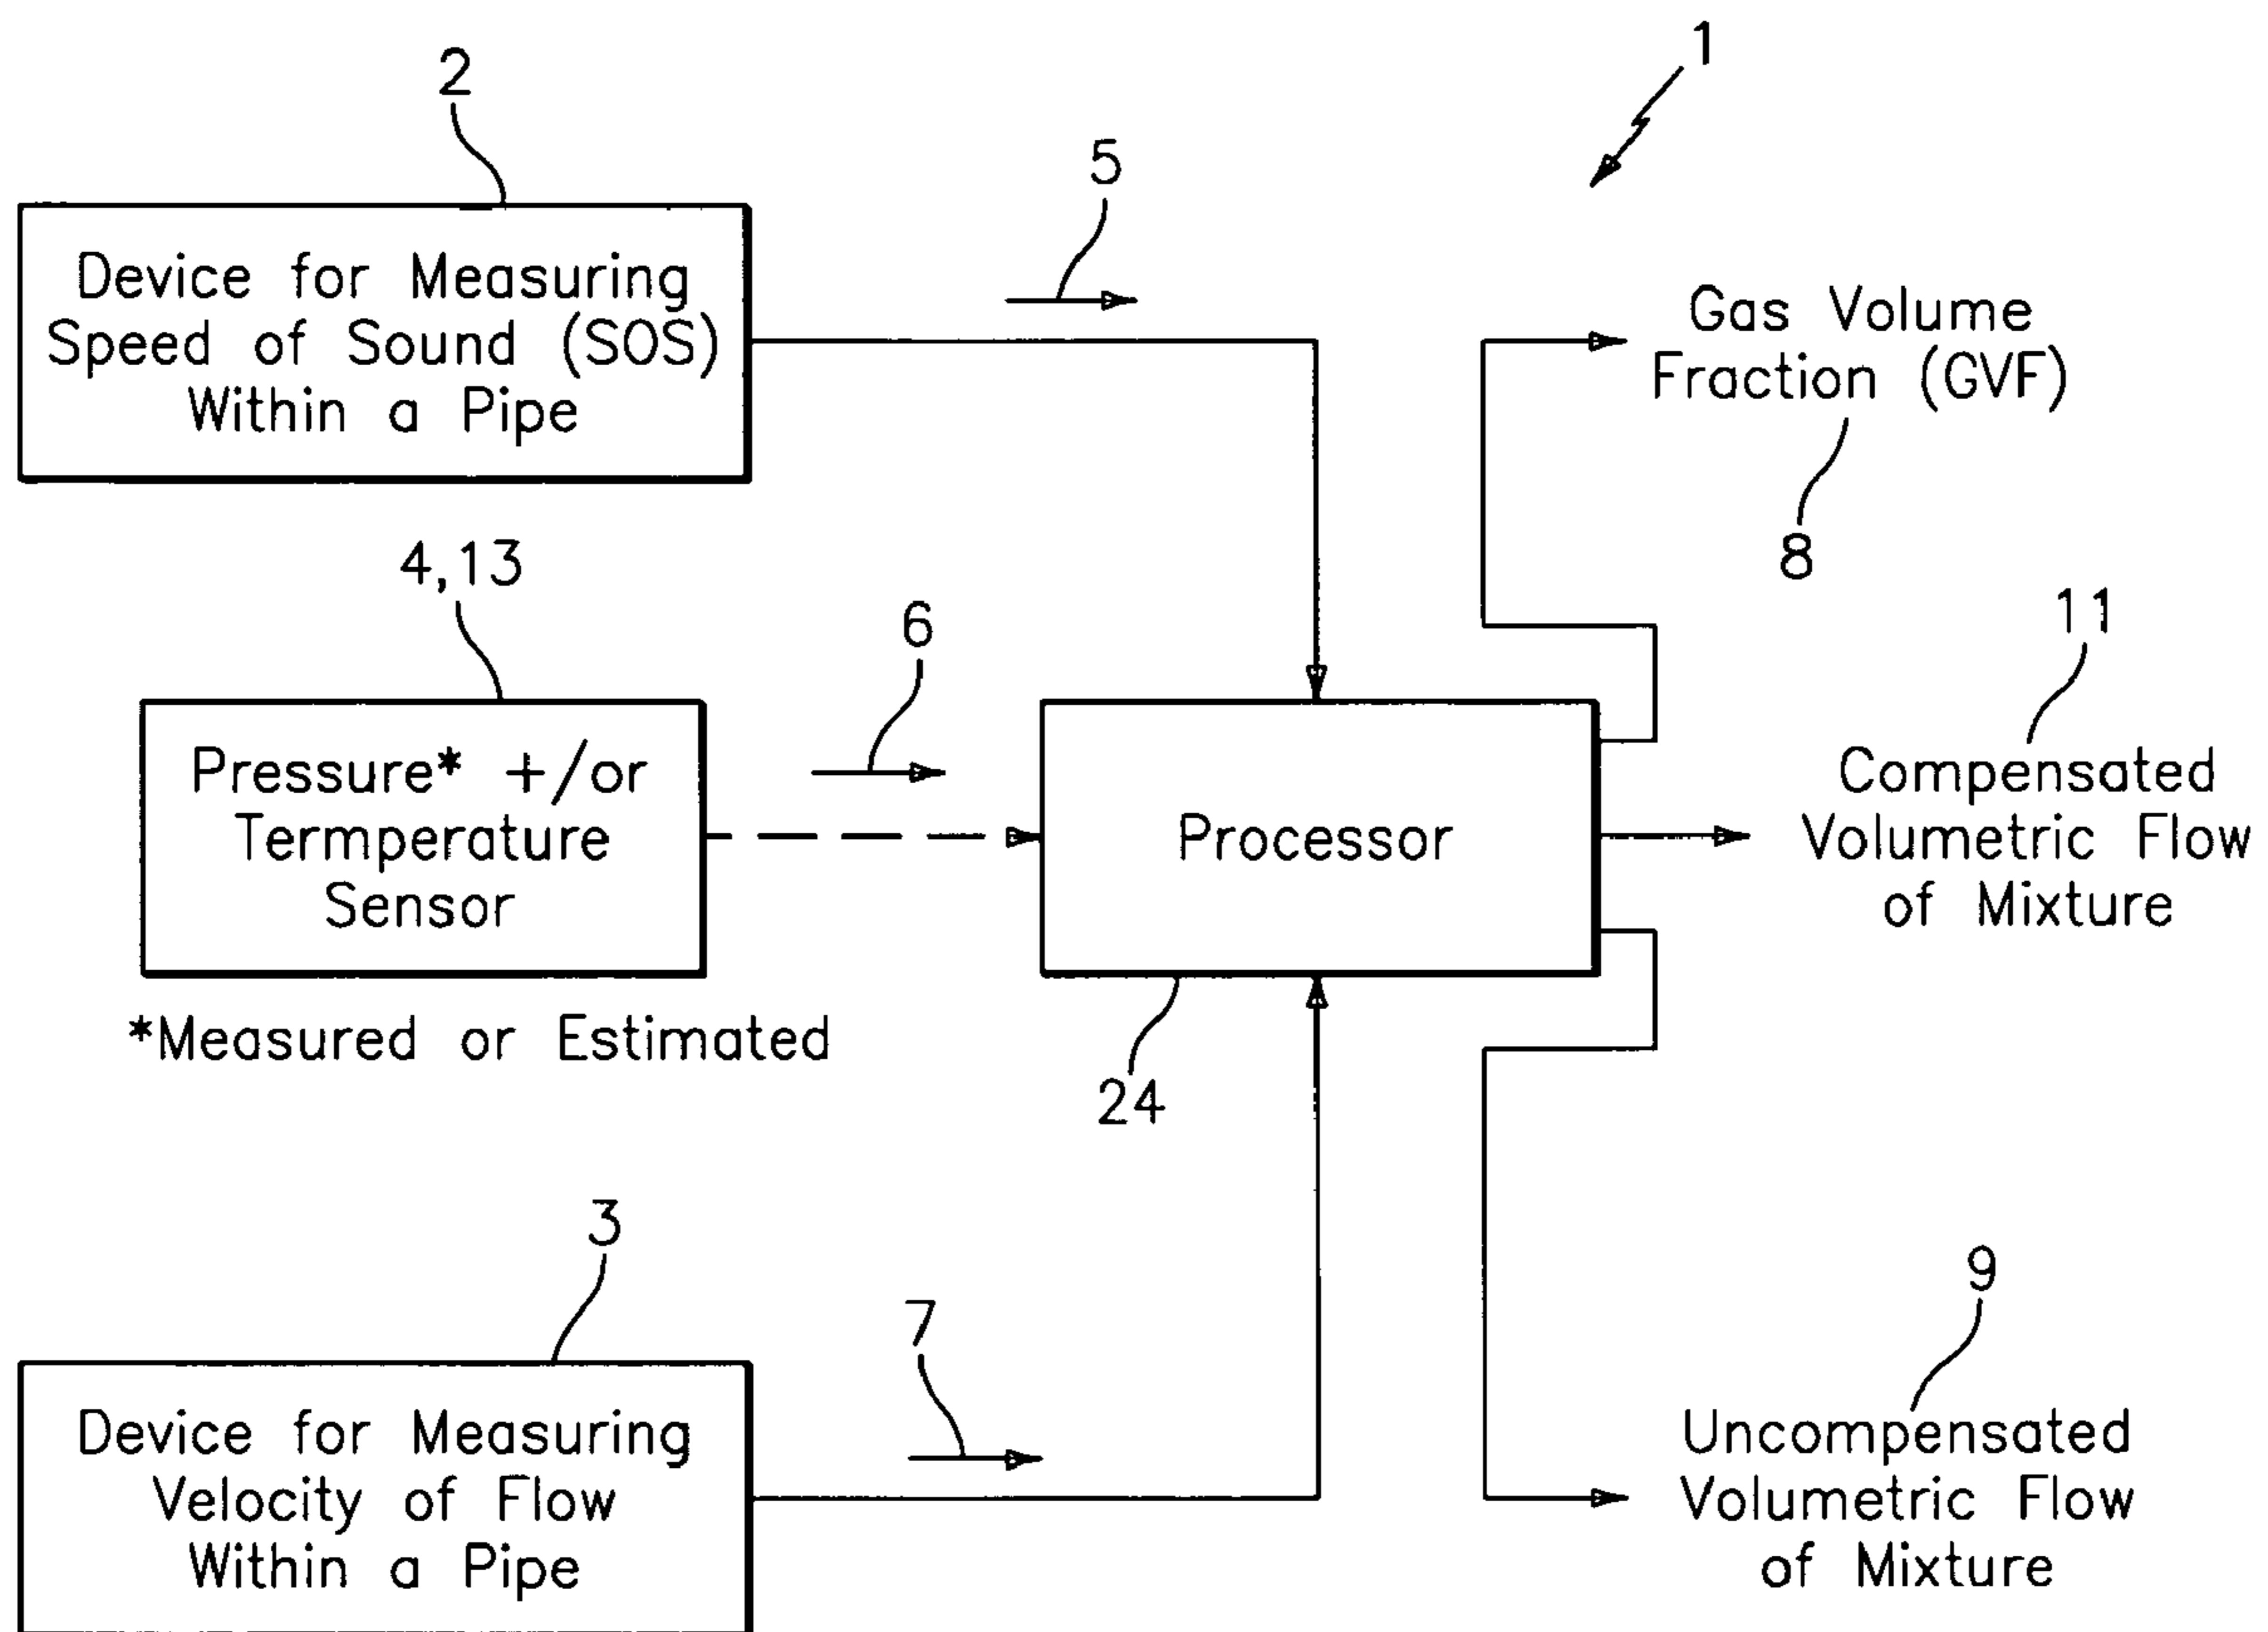 1
2
5
Device for Measuring
Speed of Sound (SOS)
Within a Pipe
Gas Volume
Fraction (GVF)
8
4,13
6
11
Pressure* +/or
Termperature
Sensor
Processor
Compensated
Volumetric Flow
of Mixture
*Measured or Estimated
24
3
7
9
Device for Measuring
Velocity of Flow
Within a Pipe
Uncompensated
Volumetric Flow
of Mixture